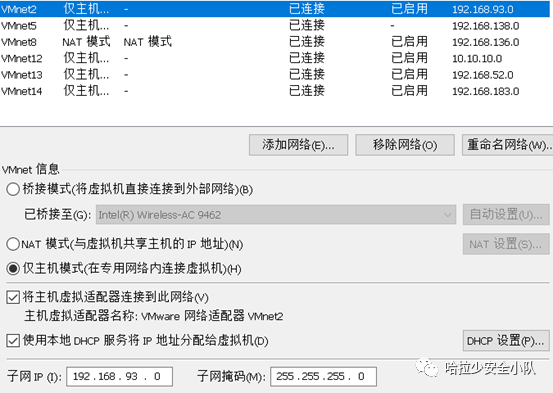 VMnet2 仅主机... - 已连接 已启用 192.168.93.0
VMnet5 仅主机... - 已连接 - 192.168.138.0
VMnet8 NAT 模式 NAT 模式 已连接 已启用 192.168.136.0
VMnet12 仅主机... - 已连接 已启用 10.10.10.0
VMnet13 仅主机... - 已连接 已启用 192.168.52.0
VMnet14 仅主机... - 已连接 已启用 192.168.183.0
添加网络(E)... 移除网络(O) 重命名网络(W)...
VMnet 信息
桥接模式(将虚拟机直接连接到外部网络)(B)
已桥接至(G): Intel(R) Wireless-AC 9462 自动设置(U)...
NAT 模式(与虚拟机共享主机的 IP 地址)(N) NAT 设置(S)...
仅主机模式(在专用网络内连接虚拟机)(H)
将主机虚拟适配器连接到此网络(V)
主机虚拟适配器名称: VMware 网络适配器 VMnet2
使用本地 DHCP 服务将 IP 地址分配给虚拟机(D) DHCP 设置(P)...
子网 IP (I): 192.168.93.0 子网掩码(M): 255.255.255.0
哈拉少安全小队